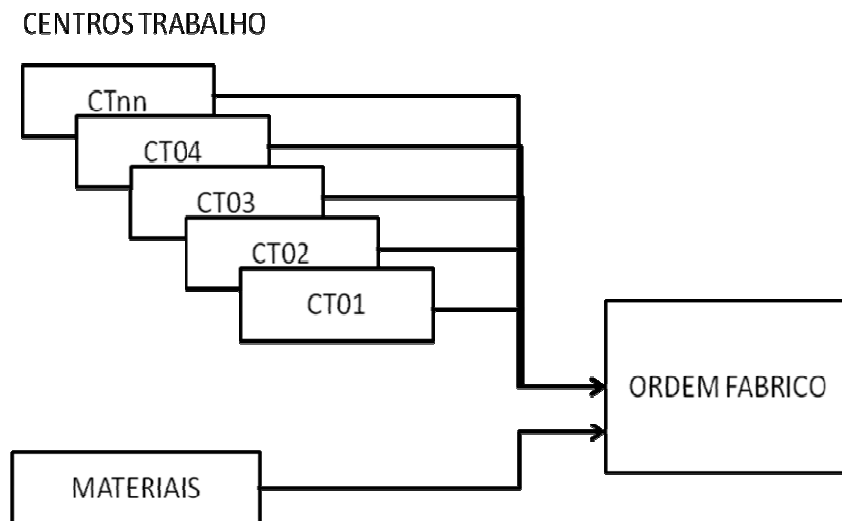 CENTROS TRABALHO
CTnn
CT04
CT03
CT02
CT01
ORDEM FABRICO
MATERIAIS